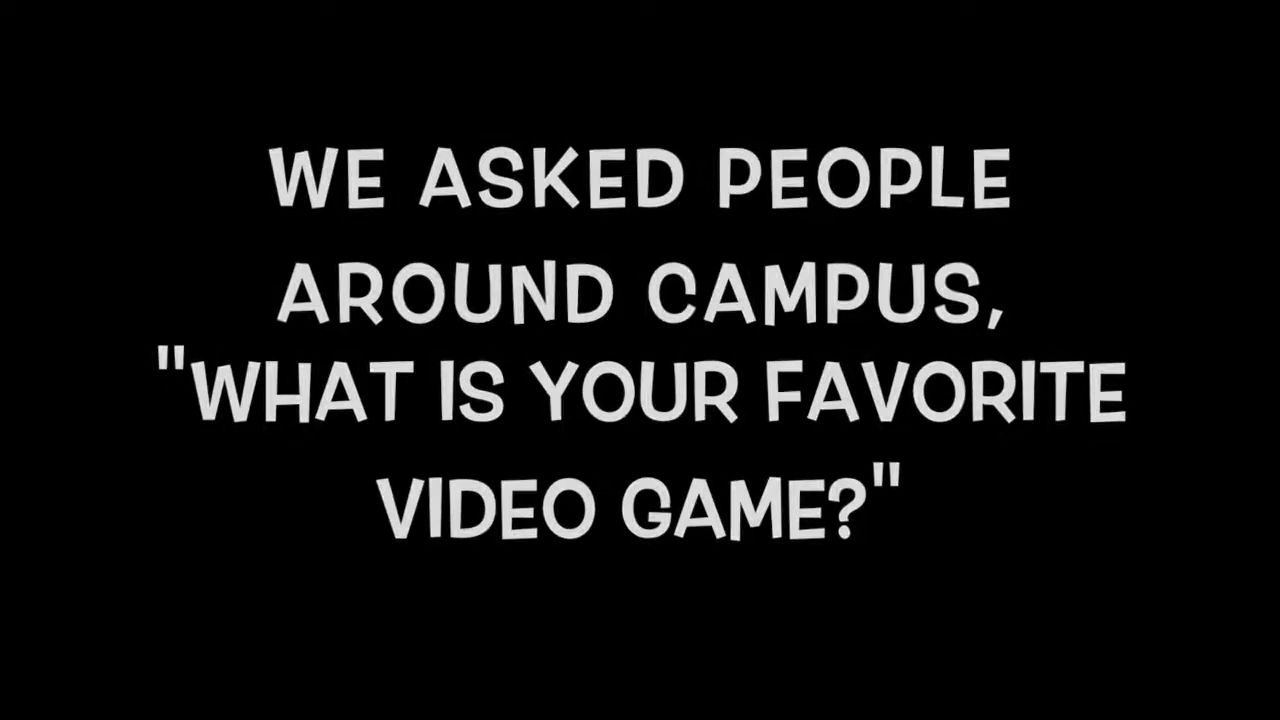 WE ASKED PEOPLE
AROUND CAMPUS,
"WHAT IS YOUR FAVORITE
VIDEO GAME?"